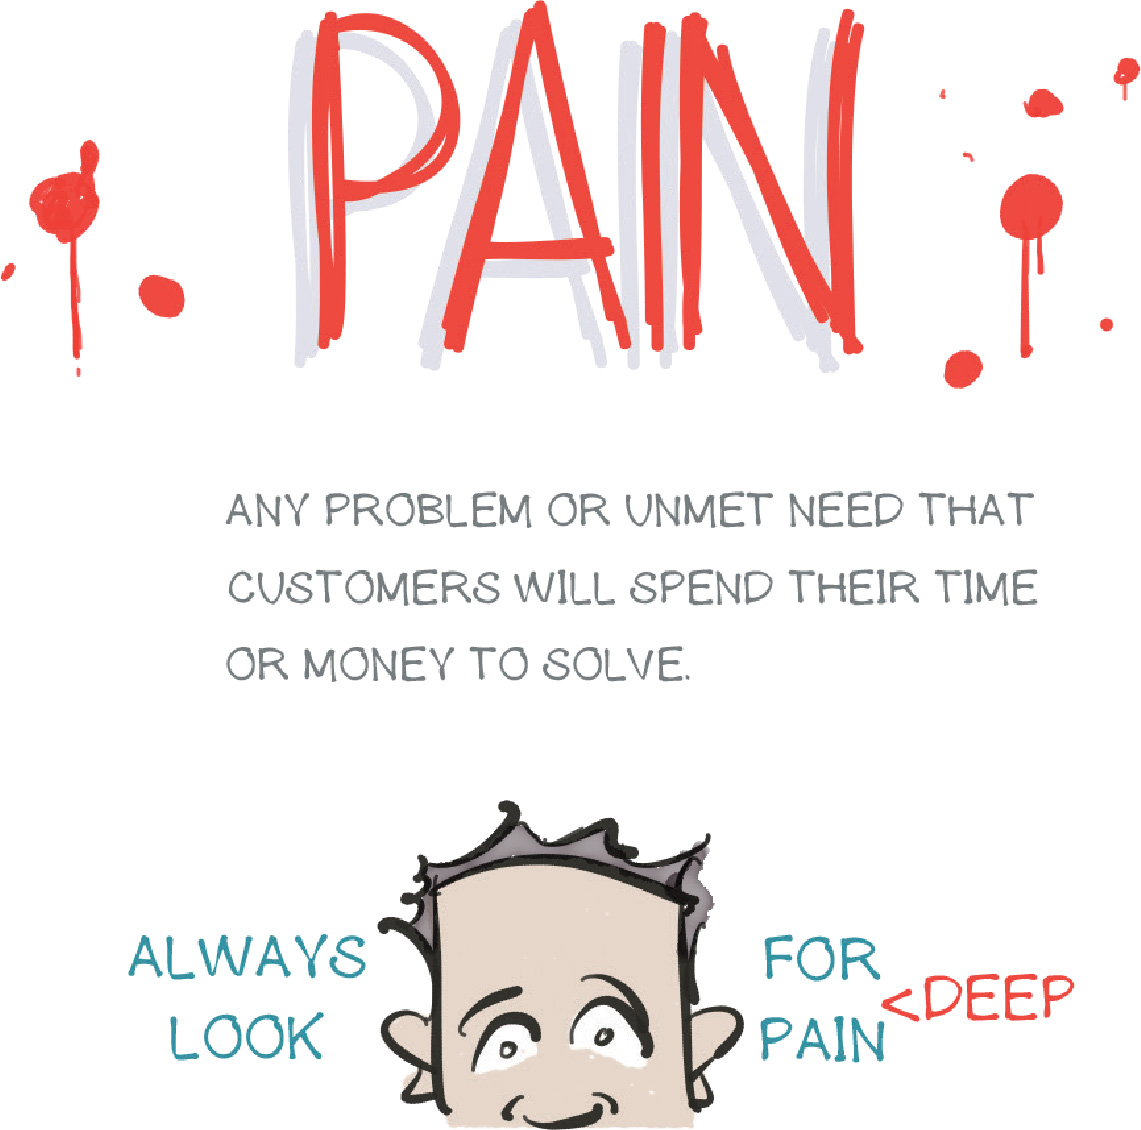 PAIN
ANY PROBLEM OR UNMET NEED THAT
CUSTOMERS WILL SPEND THEIR TIME
OR MONEY TO SOLVE.
ALWAYS
LOOK
FOR
<DEEP
PAIN